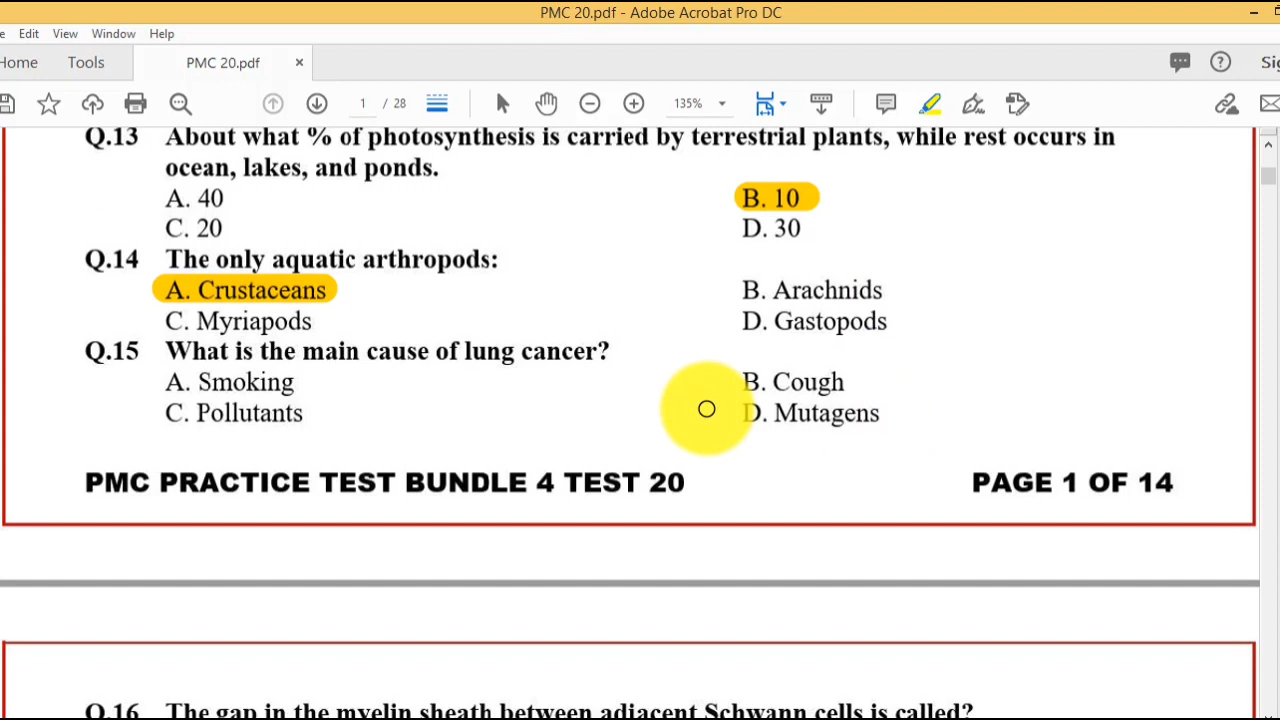 PMC 20.pdf - Adobe Acrobat Pro DC
Edit View Window Help
Home Tools PMC 20.pdf ×
1 / 28 135%
Q.13 About what % of photosynthesis is carried by terrestrial plants, while rest occurs in
ocean, lakes, and ponds.
A. 40 B. 10
C. 20 D. 30
Q.14 The only aquatic arthropods:
A. Crustaceans B. Arachnids
C. Myriapods D. Gastopods
Q.15 What is the main cause of lung cancer?
A. Smoking B. Cough
C. Pollutants D. Mutagens
PMC PRACTICE TEST BUNDLE 4 TEST 20 PAGE 1 OF 14
Q.16 The gap in the myelin sheath between adjacent Schwann cells is called?